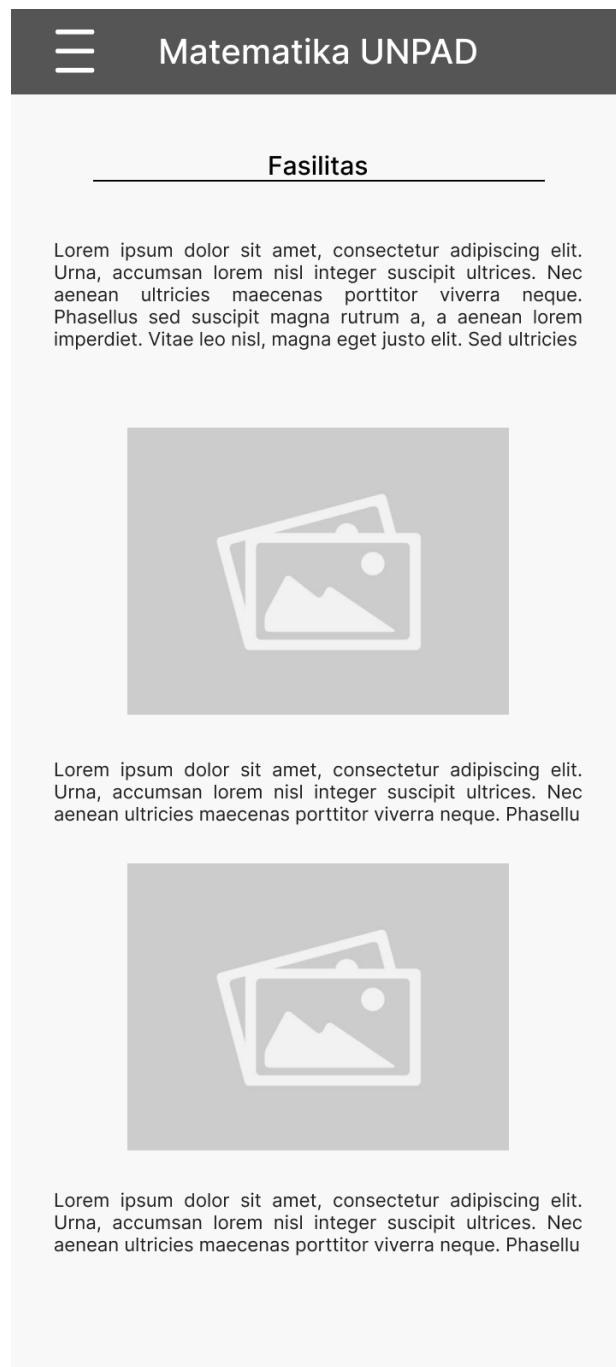 Matematika UNPAD
Fasilitas
Lorem ipsum dolor sit amet, consectetur adipiscing elit.
Urna, accumsan lorem nisl integer suscipit ultrices. Nec
aenean ultricies maecenas porttitor viverra neque.
Phasellus sed suscipit magna rutrum a, a aenean lorem
imperdiet. Vitae leo nisl, magna eget justo elit. Sed ultricies
Lorem ipsum dolor sit amet, consectetur adipiscing elit.
Urna, accumsan lorem nisl integer suscipit ultrices. Nec
aenean ultricies maecenas porttitor viverra neque. Phasellu
Lorem ipsum dolor sit amet, consectetur adipiscing elit.
Urna, accumsan lorem nisl integer suscipit ultrices. Nec
aenean ultricies maecenas porttitor viverra neque. Phasellu